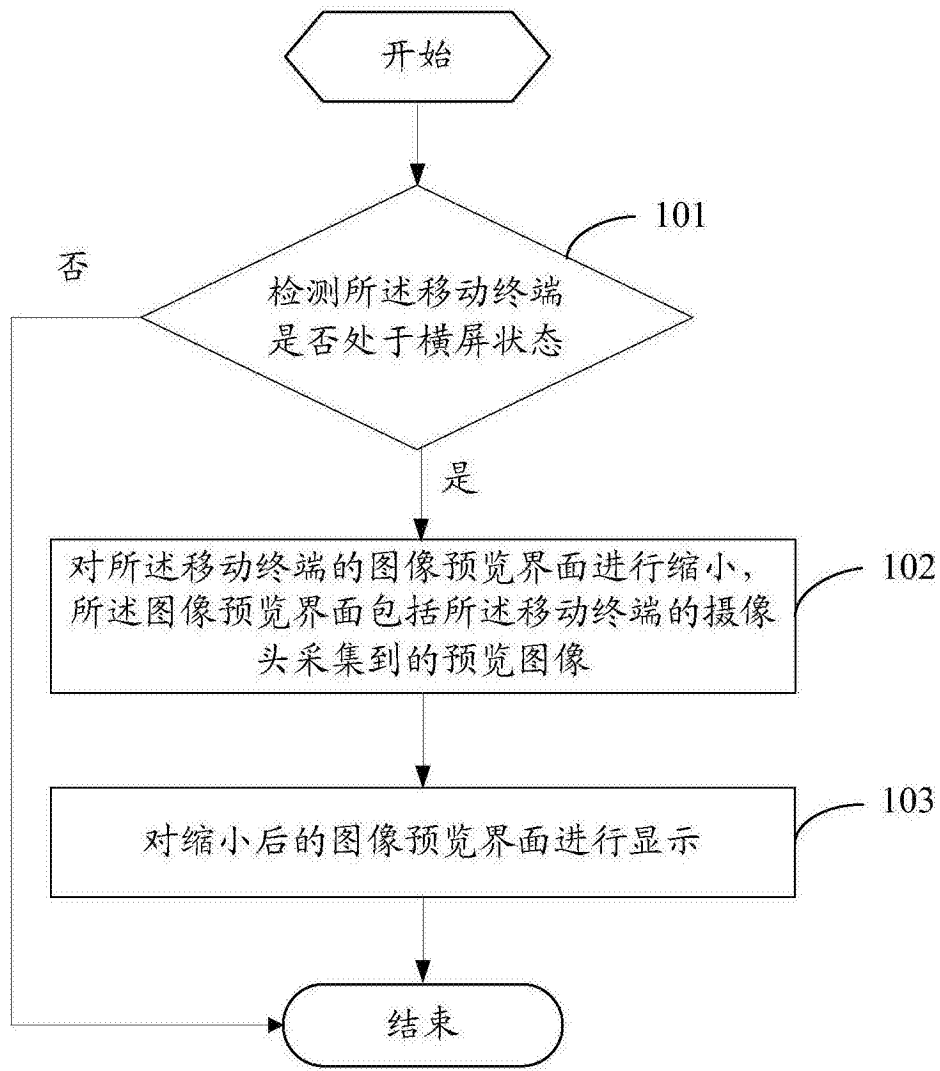 开始
101
否
检测所述移动终端
是否处于横屏状态
是
对所述移动终端的图像预览界面进行缩小，
所述图像预览界面包括所述移动终端的摄像
头采集到的预览图像
102
103
对缩小后的图像预览界面进行显示
结束